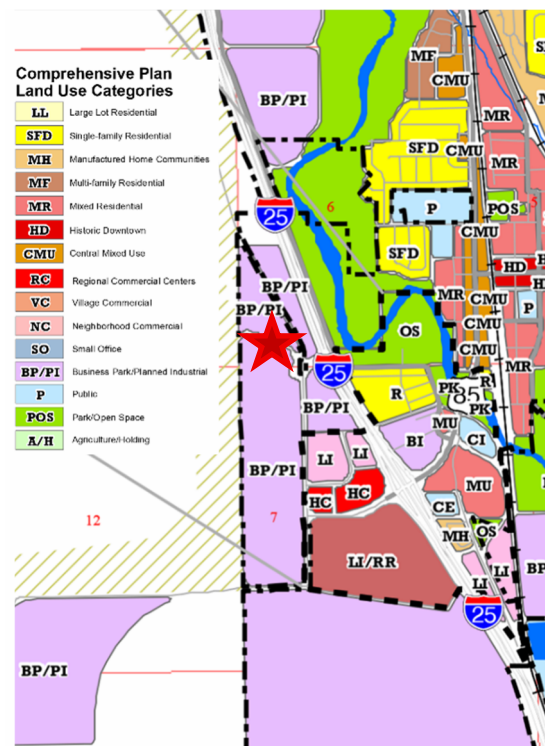 Comprehensive Plan
Land Use Categories
LL Large Lot Residential
SFD Single-family Residential
MH Manufactured Home Communities
MF Multi-family Residential
MR Mixed Residential
HD Historic Downtown
CMU Central Mixed Use
RC Regional Commercial Centers
VC Village Commercial
NC Neighborhood Commercial
SO Small Office
BP/PI Business Park/Planned Industrial
P Public
POS Park/Open Space
A/H Agriculture/Holding
MF
CMU
BP/PI
MR
SFD
CMU
MR
6
5
P
POS
25
CMU
SFD
HD
HD
BP/PI
MR
CMU
P
BP/PI
OS
CMU
CMU
MR
25
R
PK
R
85
PK
BP/PI
MU
BI
CI
LI
LI
BP/PI
HC
HC
MU
CE
12
7
MH
OS
LI/RR
LI
LI
BP
25
BP/PI